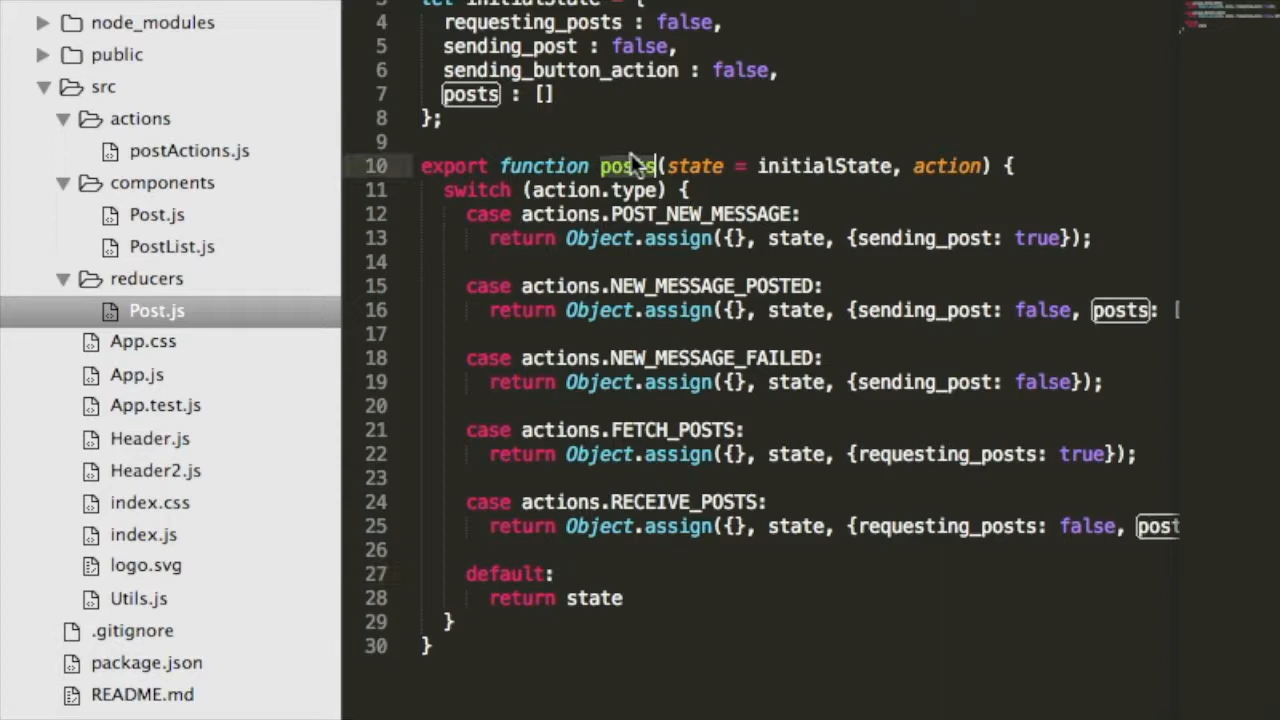 node_modules
public
src
actions
postActions.js
components
Post.js
PostList.js
reducers
Post.js
App.css
App.js
App.test.js
Header.js
Header2.js
index.css
index.js
logo.svg
Utils.js
.gitignore
package.json
README.md
3 let initialState = {
4 requesting_posts : false,
5 sending_post : false,
6 sending_button_action : false,
7 posts : []
8 };
9
10 export function posts(state = initialState, action) {
11 switch (action.type) {
12 case actions.POST_NEW_MESSAGE:
13 return Object.assign({}, state, {sending_post: true});
14
15 case actions.NEW_MESSAGE_POSTED:
16 return Object.assign({}, state, {sending_post: false, posts: [
17
18 case actions.NEW_MESSAGE_FAILED:
19 return Object.assign({}, state, {sending_post: false});
20
21 case actions.FETCH_POSTS:
22 return Object.assign({}, state, {requesting_posts: true});
23
24 case actions.RECEIVE_POSTS:
25 return Object.assign({}, state, {requesting_posts: false, post
26
27 default:
28 return state
29 }
30 }